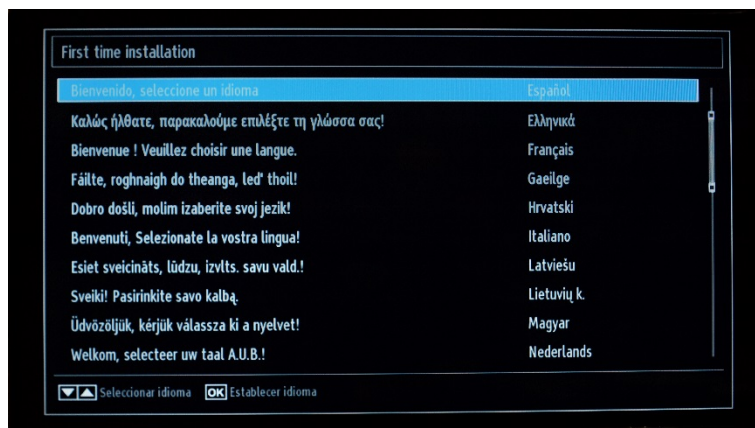 First time installation
Bienvenido, seleccione un idioma Español
Καλώς ήλθατε, παρακαλούμε επιλέξτε τη γλώσσα σας! Ελληνικά
Bienvenue ! Veuillez choisir une langue. Français
Fáilte, roghnaigh do theanga, led' thoil! Gaeilge
Dobro došli, molim izaberite svoj jezik! Hrvatski
Benvenuti, Selezionate la vostra lingua! Italiano
Esiet sveicināts, lūdzu, izvlts. savu vald.! Latviešu
Sveiki! Pasirinkite savo kalbą. Lietuvių k.
Üdvözöljük, kérjük válassza ki a nyelvet! Magyar
Welkom, selecteer uw taal A.U.B.! Nederlands
Seleccionar idioma OK Establecer idioma